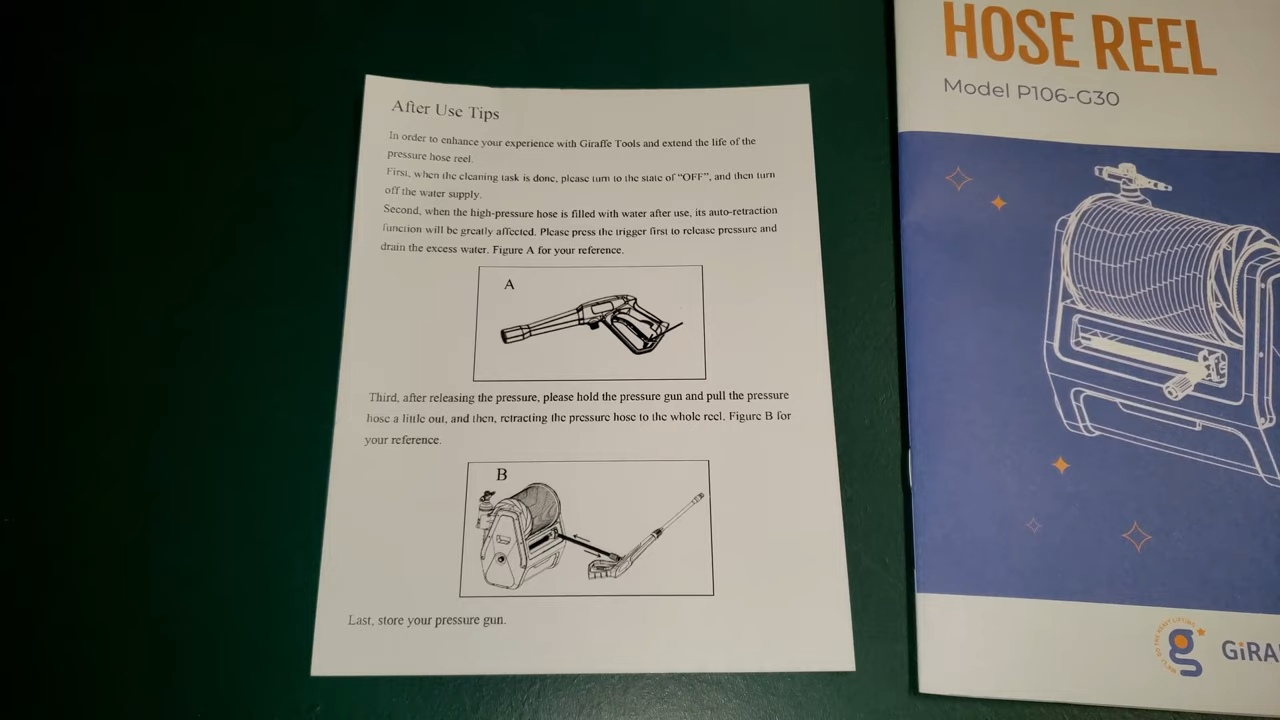 After Use Tips
In order to enhance your experience with Giraffe Tools and extend the life of the
pressure hose reel.
First, when the cleaning task is done, please turn to the state of “OFF”, and then turn
off the water supply.
Second, when the high-pressure hose is filled with water after use, its auto-retraction
function will be greatly affected. Please press the trigger first to release pressure and
drain the excess water. Figure A for your reference.
A
Third, after releasing the pressure, please hold the pressure gun and pull the pressure
hose a little out, and then, retracting the pressure hose to the whole reel. Figure B for
your reference.
B
Last, store your pressure gun.
HOSE REEL
Model P106-G30
g
GiRA